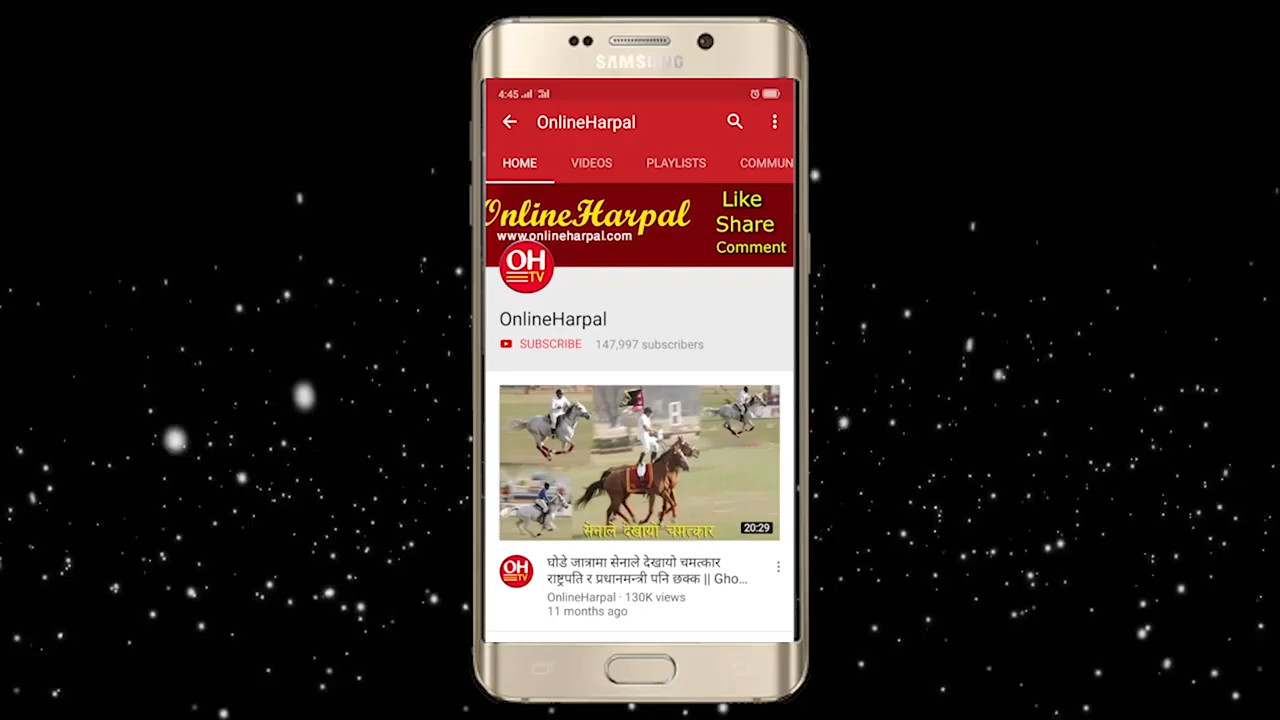 SAMSUNG
4:45
OnlineHarpal
HOME VIDEOS PLAYLISTS COMMUN
OnlineHarpal
www.onlineharpal.com
Like
Share
Comment
OH
TV
OnlineHarpal
SUBSCRIBE 147,997 subscribers
सेनाले देखायो चमत्कार
20:29
OH
TV
घोडे जात्रामा सेनाले देखायो चमत्कार
राष्ट्रपति र प्रधानमन्त्री पनि छक्क || Gho...
OnlineHarpal · 130K views
11 months ago